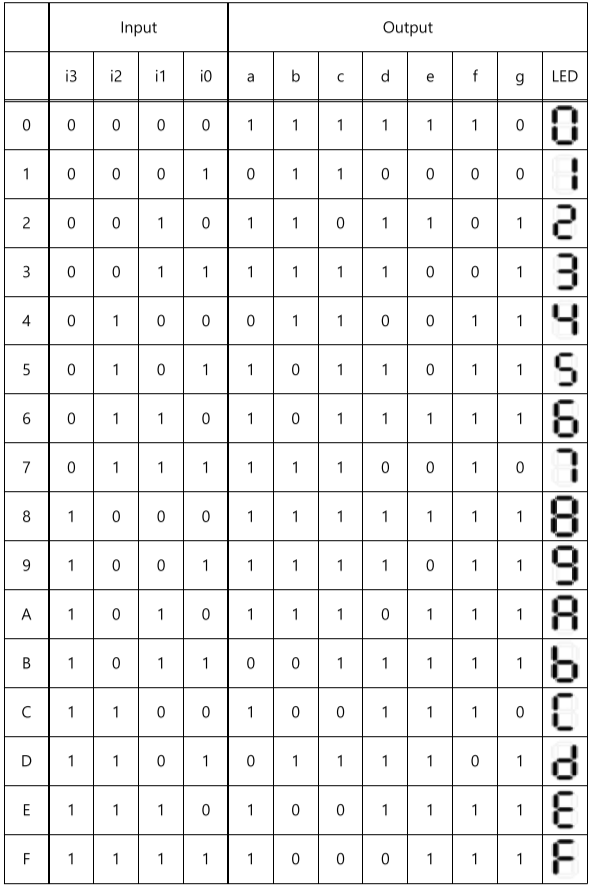 Input Output
i3 i2 i1 i0 a b c d e f g LED
0 0 0 0 0 1 1 1 1 1 1 0 0
1 0 0 0 1 0 1 1 0 0 0 0 1
2 0 0 1 0 1 1 0 1 1 0 1 2
3 0 0 1 1 1 1 1 1 0 0 1 3
4 0 1 0 0 0 1 1 0 0 1 1 4
5 0 1 0 1 1 0 1 1 0 1 1 5
6 0 1 1 0 1 0 1 1 1 1 1 6
7 0 1 1 1 1 1 1 0 0 1 0 7
8 1 0 0 0 1 1 1 1 1 1 1 8
9 1 0 0 1 1 1 1 1 0 1 1 9
A 1 0 1 0 1 1 1 0 1 1 1 A
B 1 0 1 1 0 0 1 1 1 1 1 b
C 1 1 0 0 1 0 0 1 1 1 0 C
D 1 1 0 1 0 1 1 1 1 0 1 d
E 1 1 1 0 1 0 0 1 1 1 1 E
F 1 1 1 1 1 0 0 0 1 1 1 F